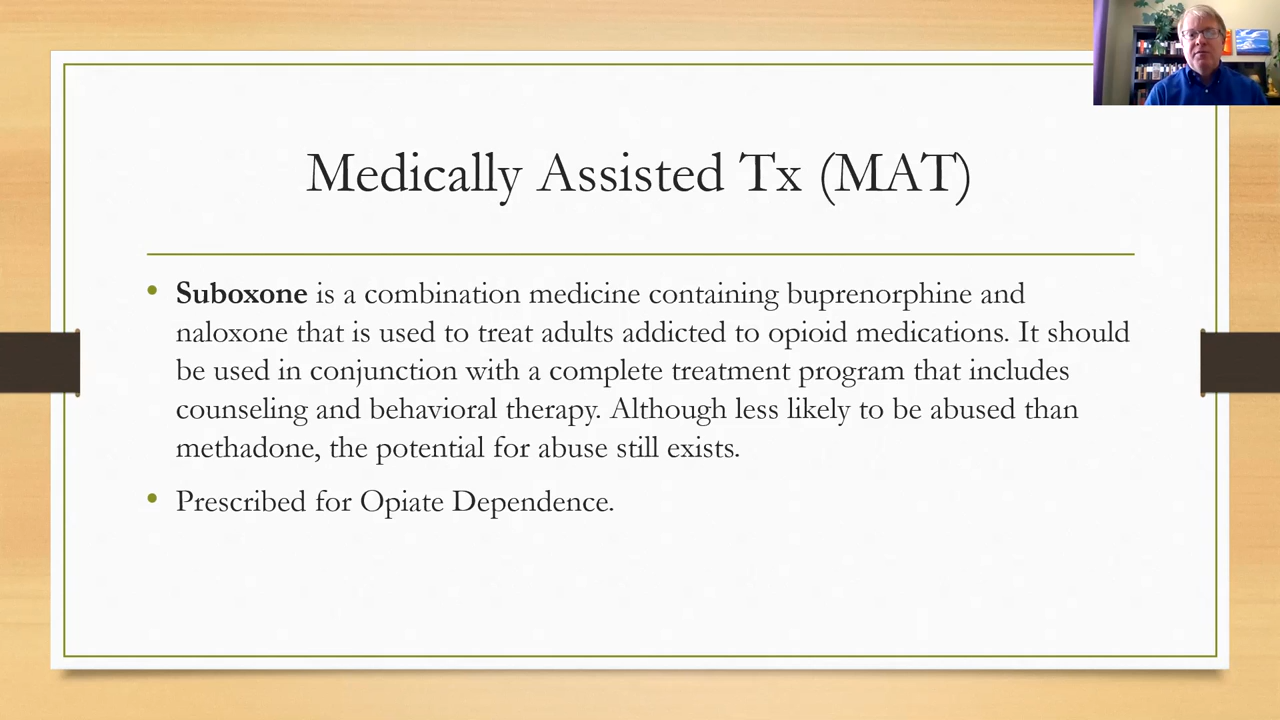 Medically Assisted Tx (MAT)
• Suboxone is a combination medicine containing buprenorphine and
naloxone that is used to treat adults addicted to opioid medications. It should
be used in conjunction with a complete treatment program that includes
counseling and behavioral therapy. Although less likely to be abused than
methadone, the potential for abuse still exists.
• Prescribed for Opiate Dependence.